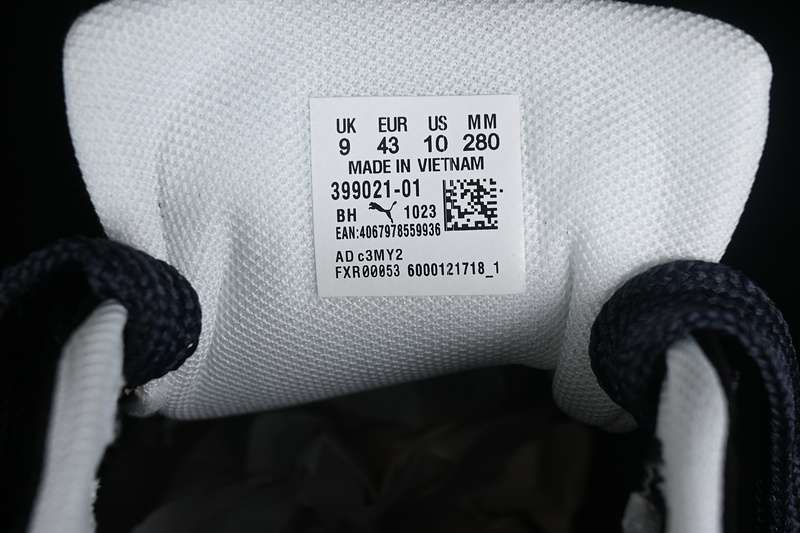 UK EUR US MM
9 43 10 280
MADE IN VIETNAM
399021-01
BH 1023
EAN:4067978559936
AD c3MY2
FXR00053 6000121718_1